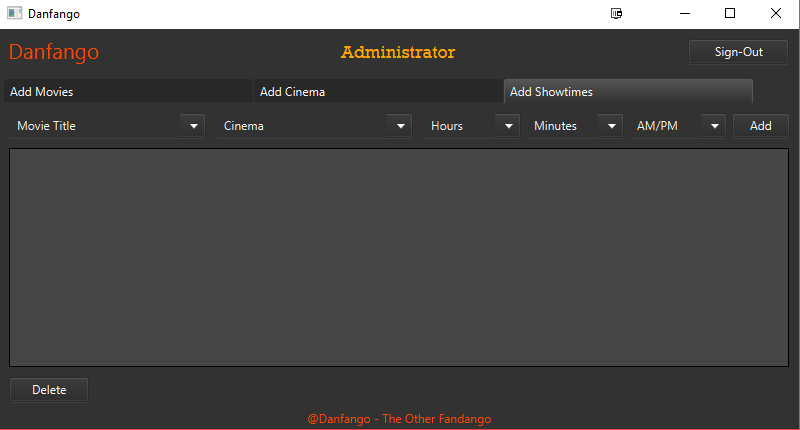 Danfango
Danfango Administrator Sign-Out
Add Movies Add Cinema Add Showtimes
Movie Title Cinema Hours Minutes AM/PM Add
Delete
@Danfango - The Other Fandango